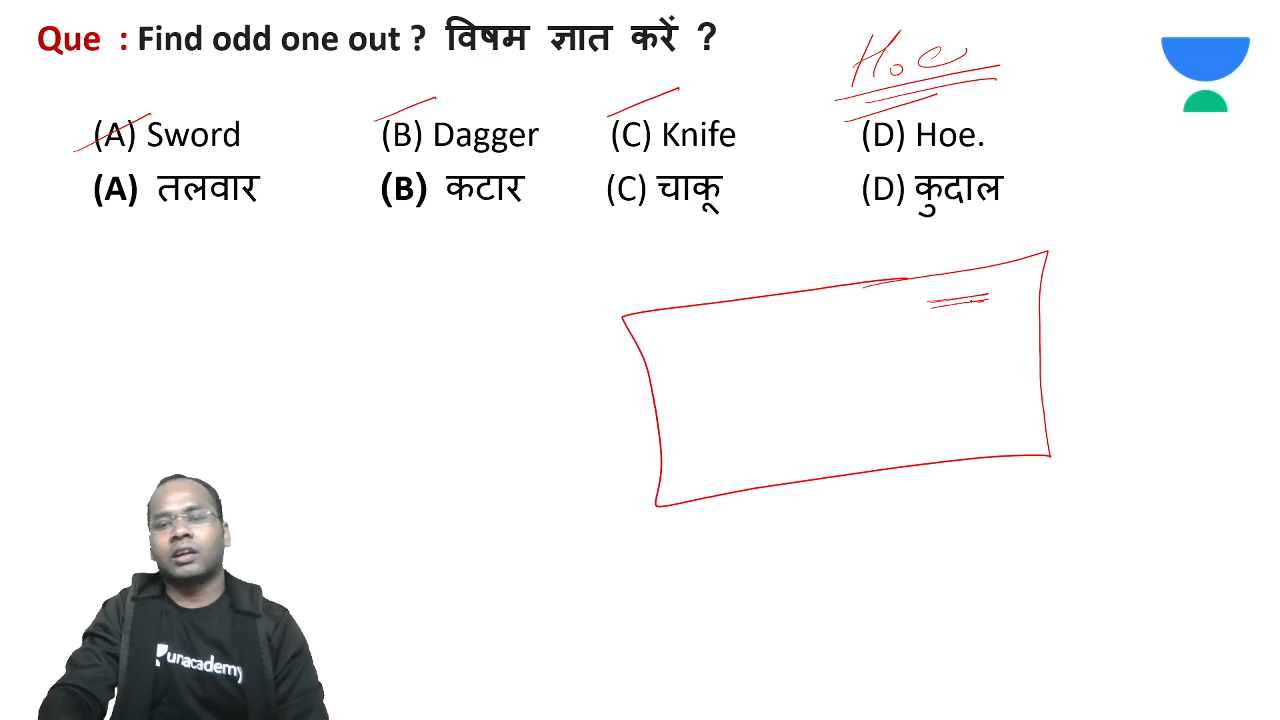 Que : Find odd one out ? विषम ज्ञात करें ?
Hoe
(A) Sword (B) Dagger (C) Knife (D) Hoe.
(A) तलवार (B) कटार (C) चाकू (D) कुदाल
unacademy